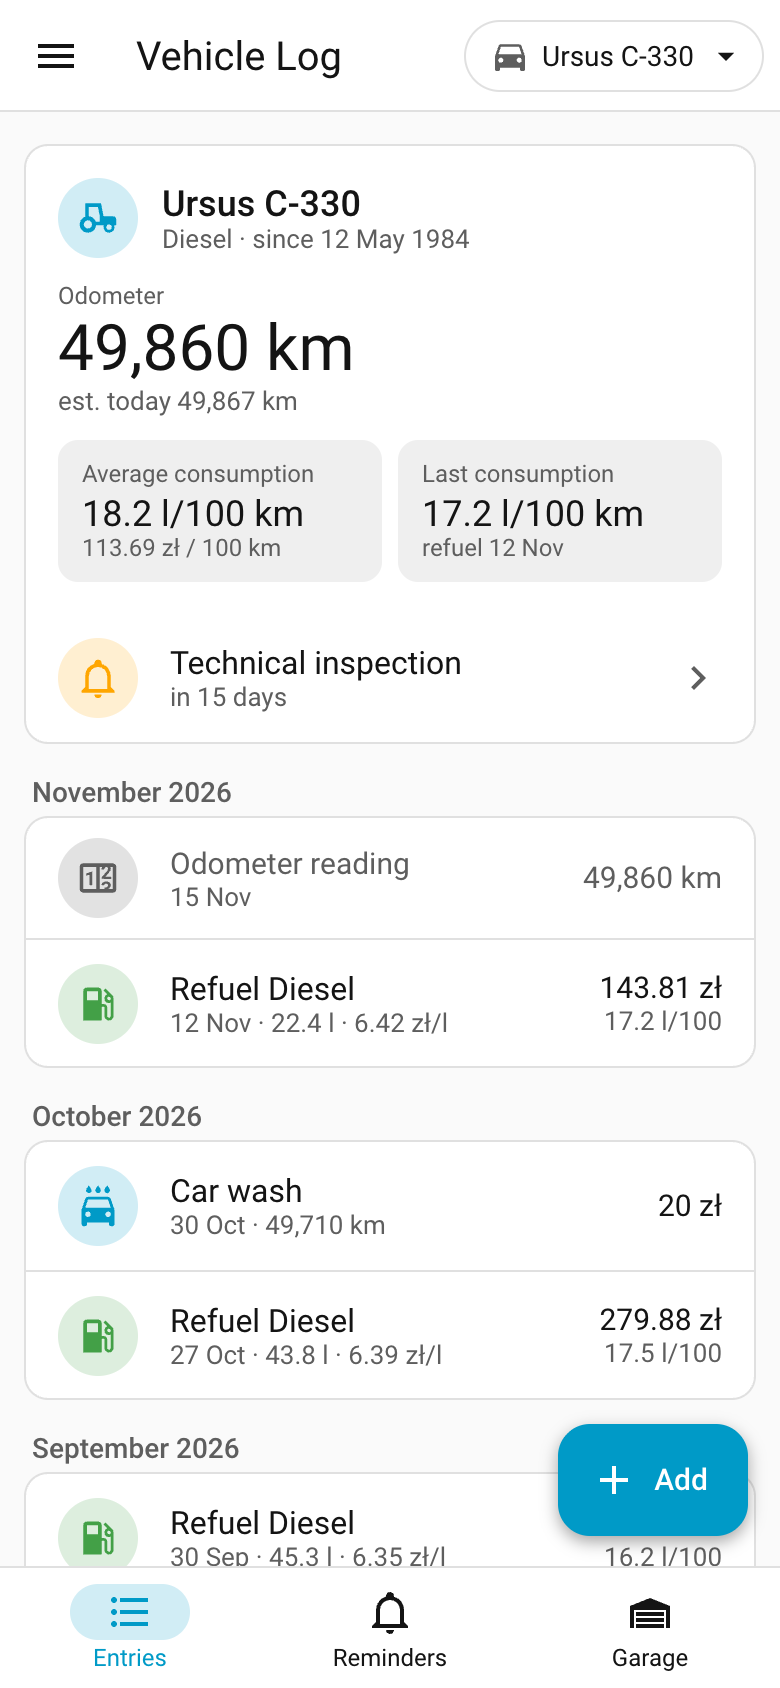 Vehicle Log
Ursus C-330
Ursus C-330
Diesel · since 12 May 1984
Odometer
49,860 km
est. today 49,867 km
Average consumption
18.2 l/100 km
113.69 zł / 100 km
Last consumption
17.2 l/100 km
refuel 12 Nov
Technical inspection
in 15 days
November 2026
Odometer reading
15 Nov
49,860 km
Refuel Diesel
12 Nov · 22.4 l · 6.42 zł/l
143.81 zł
17.2 l/100
October 2026
Car wash
30 Oct · 49,710 km
20 zł
Refuel Diesel
27 Oct · 43.8 l · 6.39 zł/l
279.88 zł
17.5 l/100
September 2026
Refuel Diesel
30 Sep · 45.3 l · 6.35 zł/l
16.2 l/100
Add
Entries
Reminders
Garage